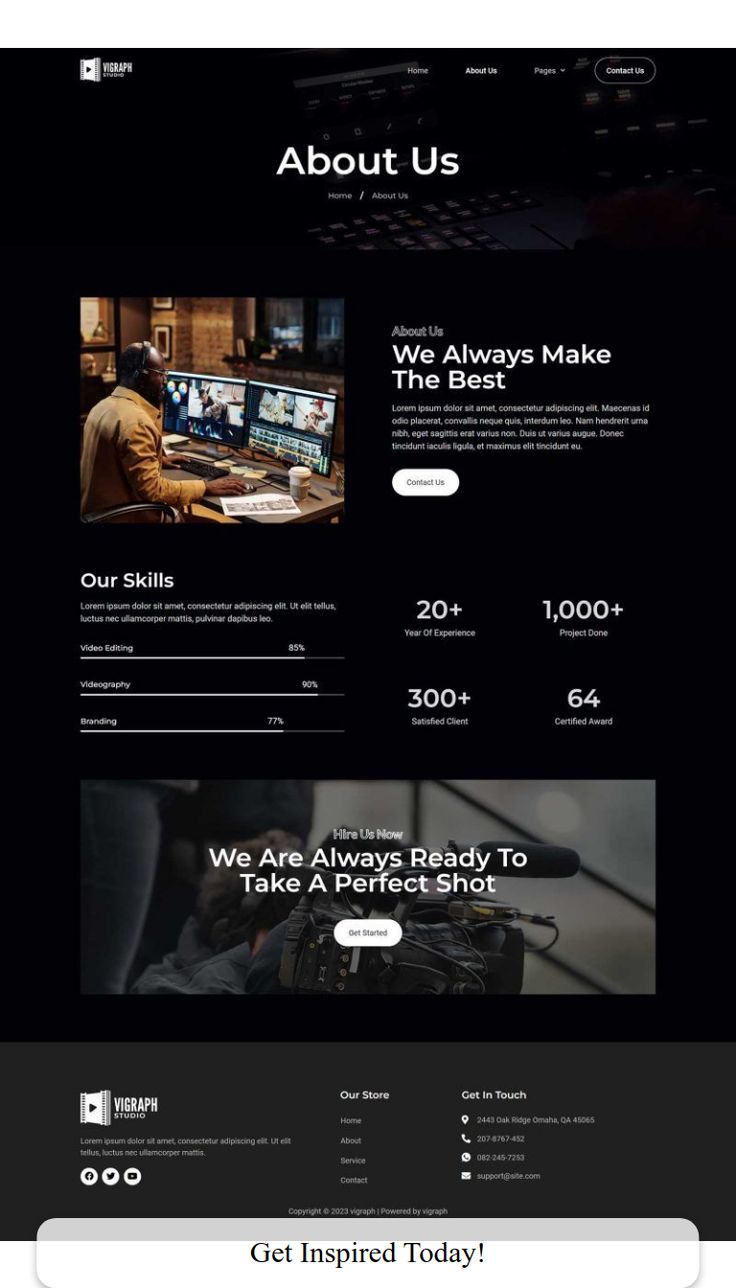 VIGRAPH
STUDIO
Home
About Us
Pages
Contact Us
About Us
Home / About Us
About Us
We Always Make
The Best
Lorem ipsum dolor sit amet, consectetur adipiscing elit. Maecenas id
odio placerat, convallis neque quis, interdum leo. Nam hendrerit urna
nibh, eget sagittis erat varius non. Duis ut varius augue. Donec
tincidunt iaculis ligula, et maximus elit tincidunt eu.
Contact Us
Our Skills
Lorem ipsum dolor sit amet, consectetur adipiscing elit. Ut elit tellus,
luctus nec ullamcorper mattis, pulvinar dapibus leo.
Video Editing 85%
Videography 90%
Branding 77%
20+
Year Of Experience
1,000+
Project Done
300+
Satisfied Client
64
Certified Award
Hire Us Now
We Are Always Ready To
Take A Perfect Shot
Get Started
VIGRAPH
STUDIO
Lorem ipsum dolor sit amet, consectetur adipiscing elit. Ut elit
tellus, luctus nec ullamcorper mattis.
Our Store
Home
About
Service
Contact
Get In Touch
2443 Oak Ridge Omaha, QA 45065
207-8767-452
082-245-7253
support@site.com
Copyright © 2023 vigraph | Powered by vigraph
Get Inspired Today!